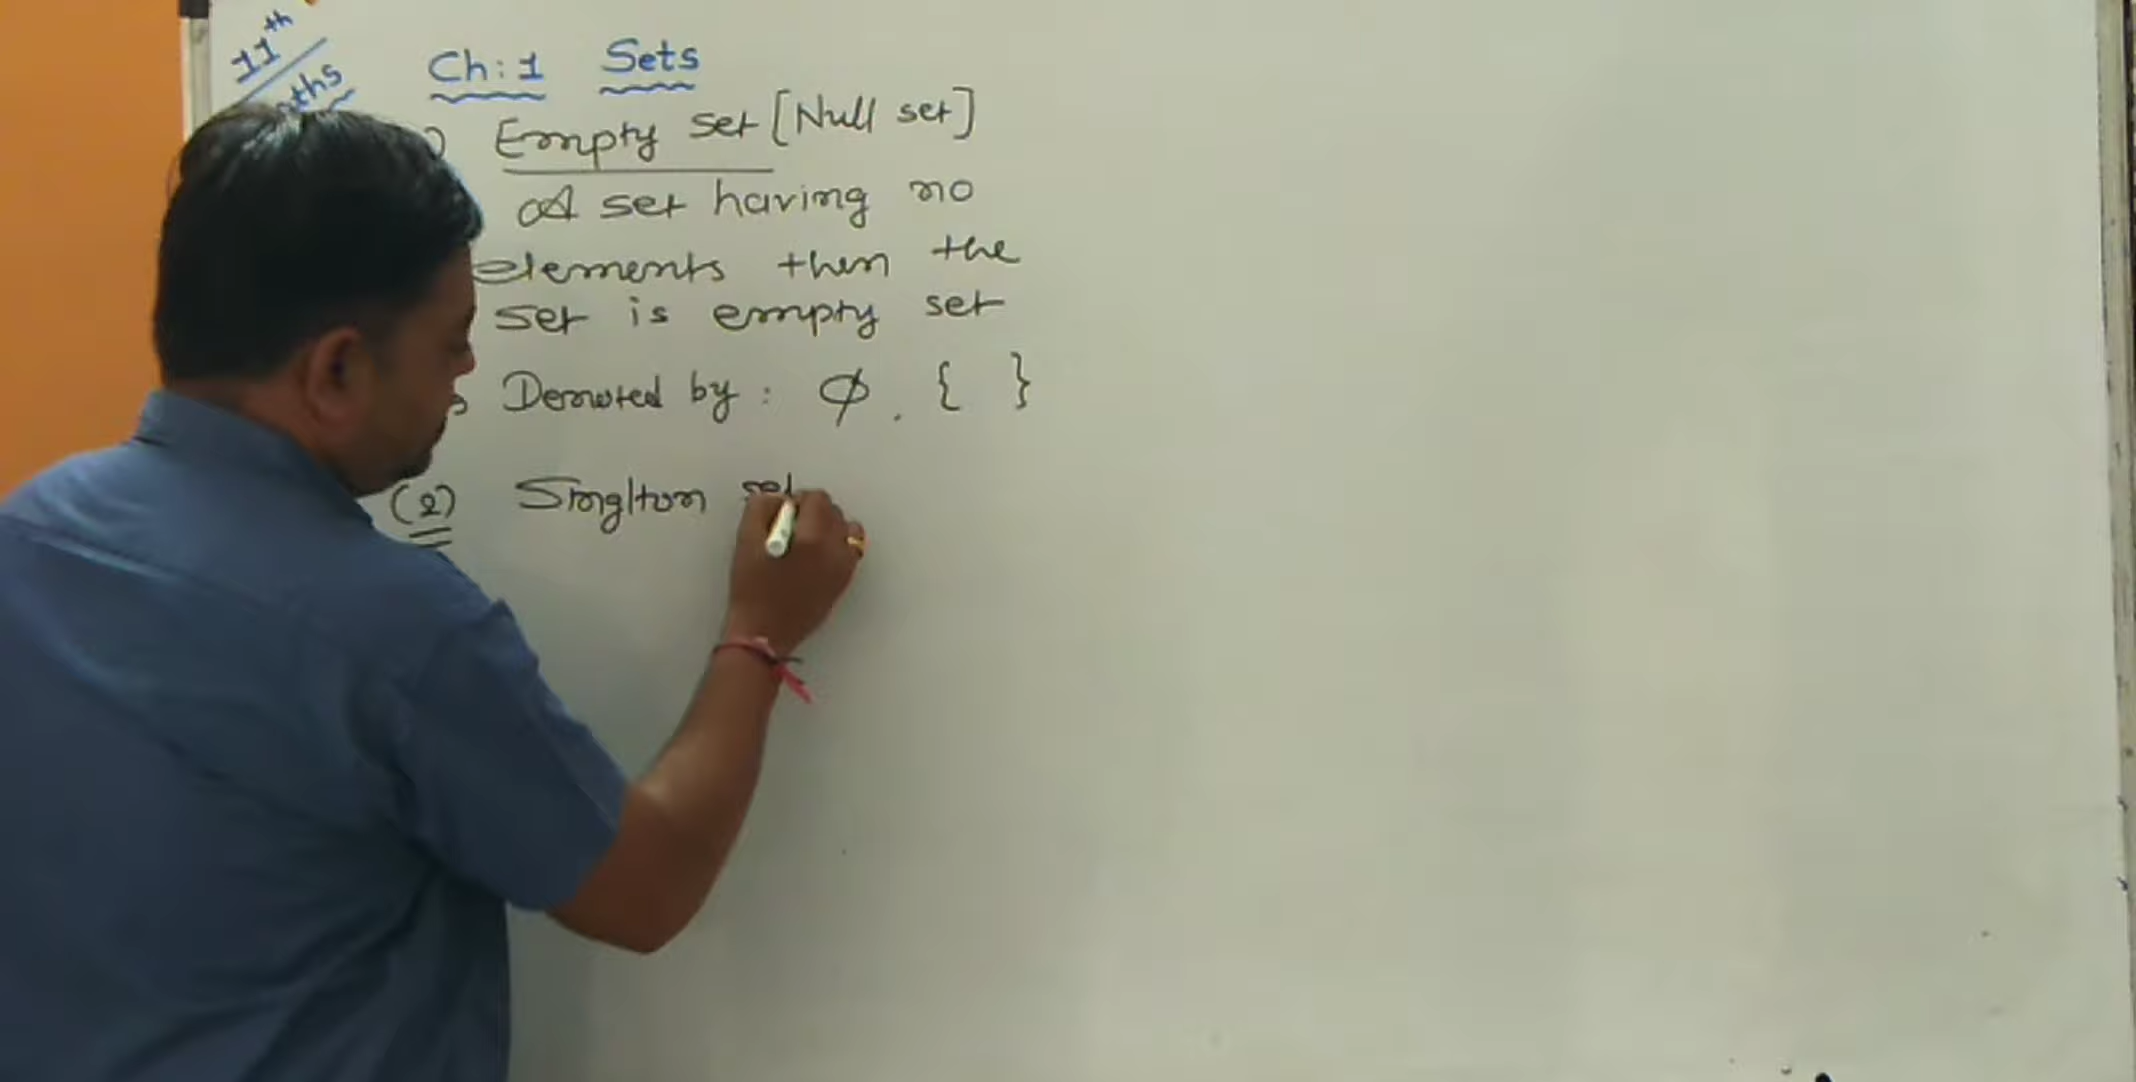 11th
Ch:1 Sets
Empty set [Null set]
A set having no
elements then the
set is empty set
Denoted by: ϕ, { }
(2) Singlton set